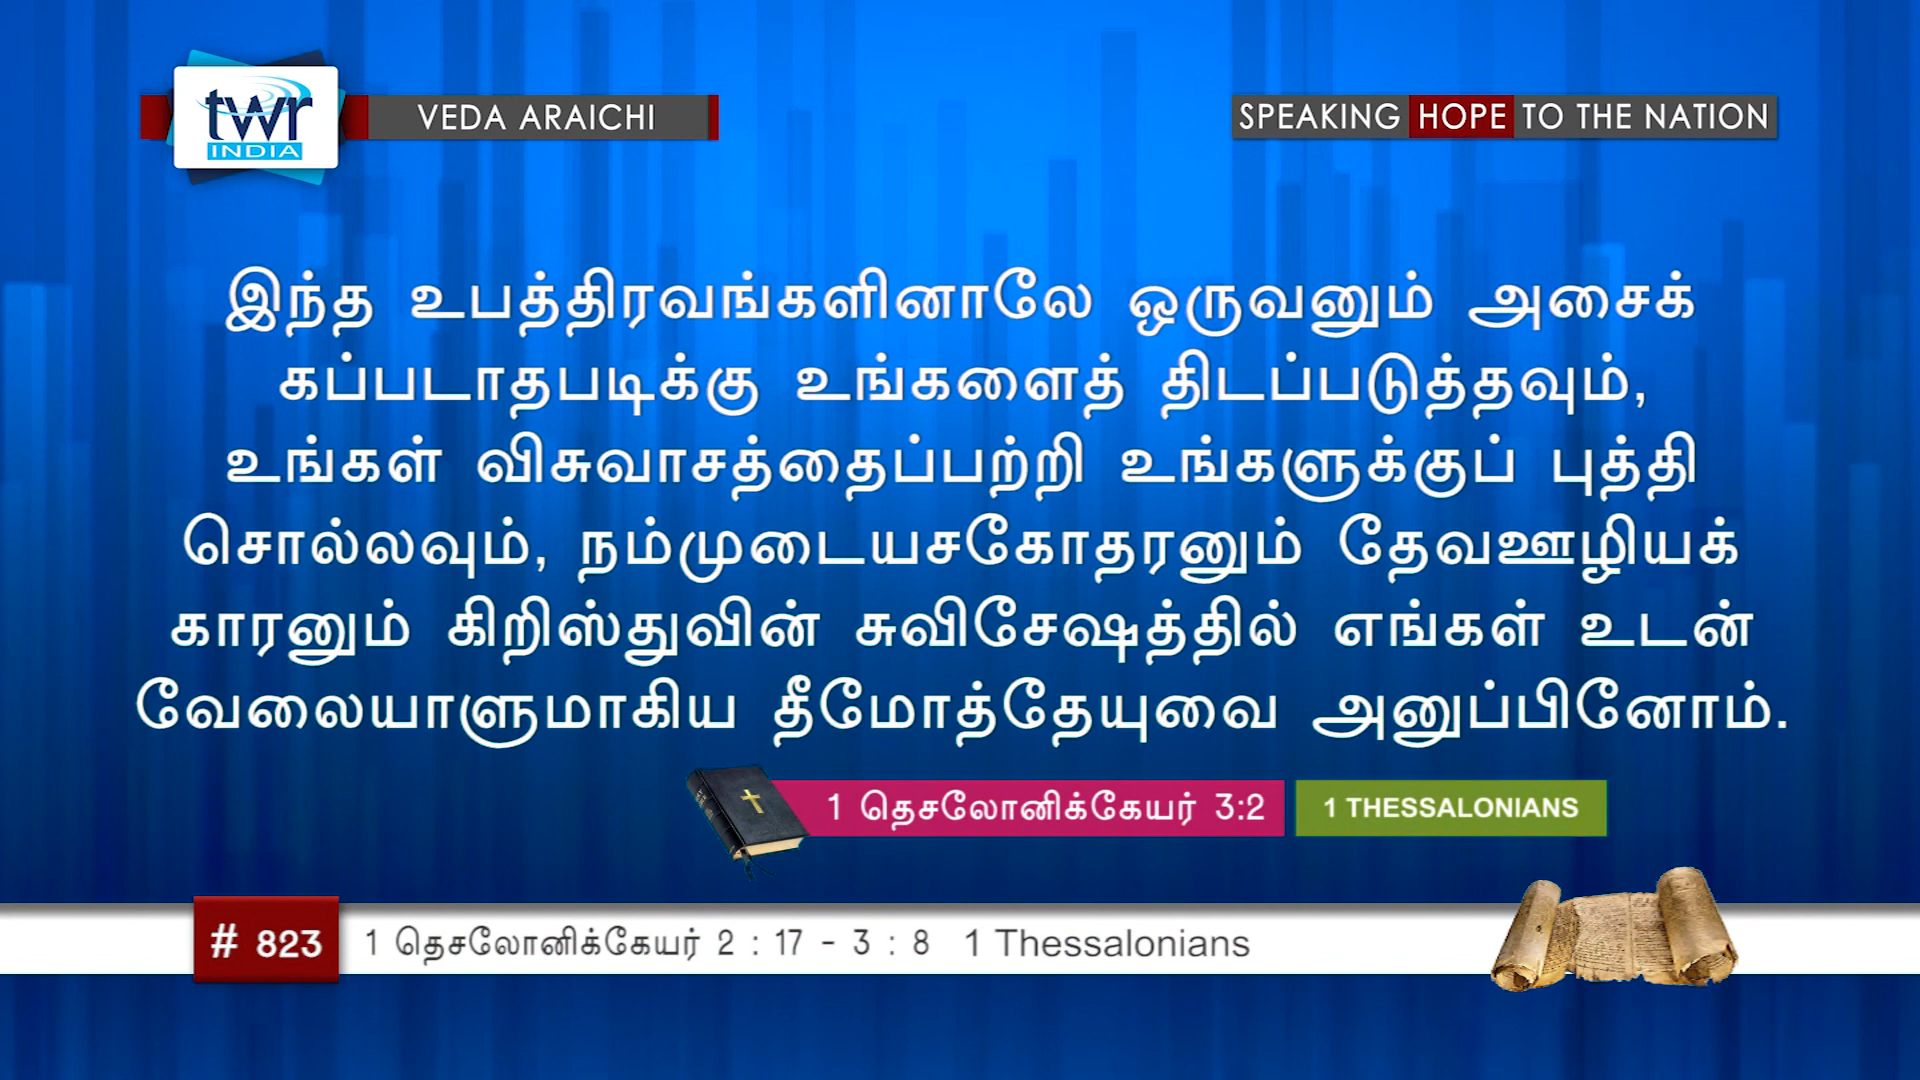 twr
INDIA
VEDA ARAICHI
SPEAKING HOPE TO THE NATION
இந்த உபத்திரவங்களினாலே ஒருவனும் அசைக்
கப்படாதபடிக்கு உங்களைத் திடப்படுத்தவும்,
உங்கள் விசுவாசத்தைப்பற்றி உங்களுக்குப் புத்தி
சொல்லவும், நம்முடையசகோதரனும் தேவஊழியக்
காரனும் கிறிஸ்துவின் சுவிசேஷத்தில் எங்கள் உடன்
வேலையாளுமாகிய தீமோத்தேயுவை அனுப்பினோம்.
1 தெசலோனிக்கேயர் 3:2
1 THESSALONIANS
# 823
1 தெசலோனிக்கேயர் 2 : 17 - 3 : 8 1 Thessalonians